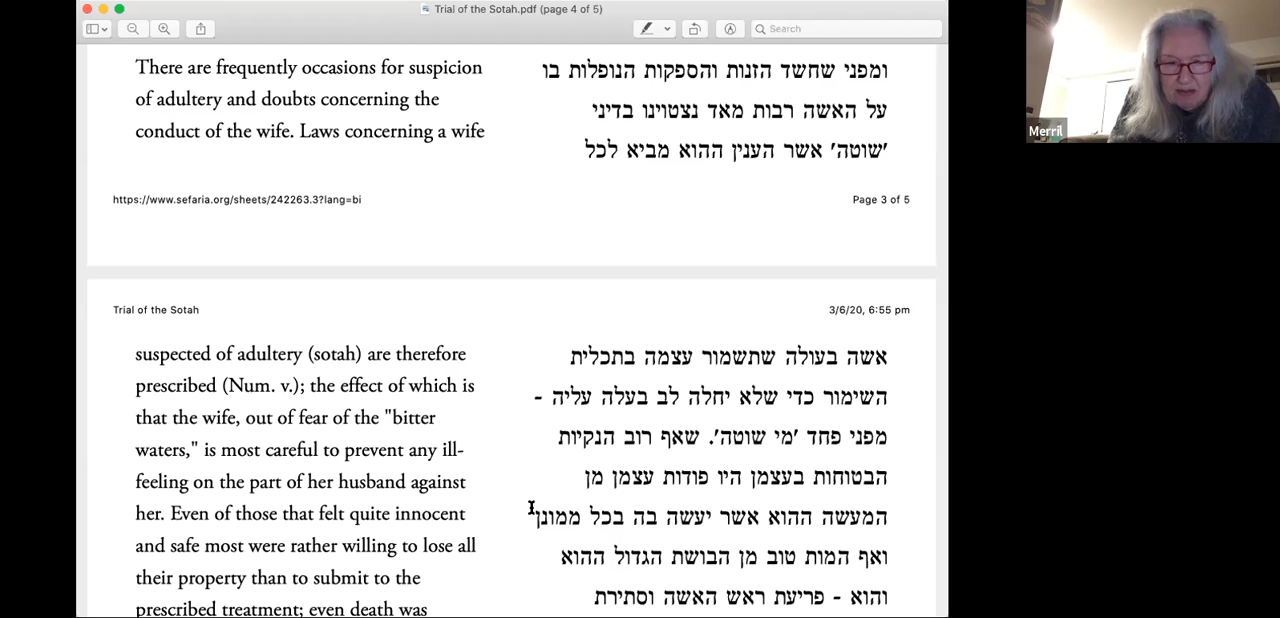 Trial of the Sotah.pdf (page 4 of 5)
Search
There are frequently occasions for suspicion
of adultery and doubts concerning the
conduct of the wife. Laws concerning a wife
ומפני שחשד הזנות והספקות הנופלות בו
על האשה רבות מאד נצטוינו בדיני
'שוטה' אשר הענין ההוא מביא לכל
https://www.sefaria.org/sheets/242263.3?lang=bi
Page 3 of 5
Trial of the Sotah
3/6/20, 6:55 pm
suspected of adultery (sotah) are therefore
prescribed (Num. v.); the effect of which is
that the wife, out of fear of the "bitter
waters," is most careful to prevent any ill-
feeling on the part of her husband against
her. Even of those that felt quite innocent
and safe most were rather willing to lose all
their property than to submit to the
prescribed treatment; even death was
אשה בעולה שתשמור עצמה בתכלית
השימור כדי שלא יחלה לב בעלה עליה -
מפני פחד 'מי שוטה'. שאף רוב הנקיות
הבטוחות בעצמן היו פודות עצמן מן
המעשה ההוא אשר יעשה בה בכל ממונן
ואף המות טוב מן הבושת הגדול ההוא
והוא - פריעת ראש האשה וסתירת
Merril